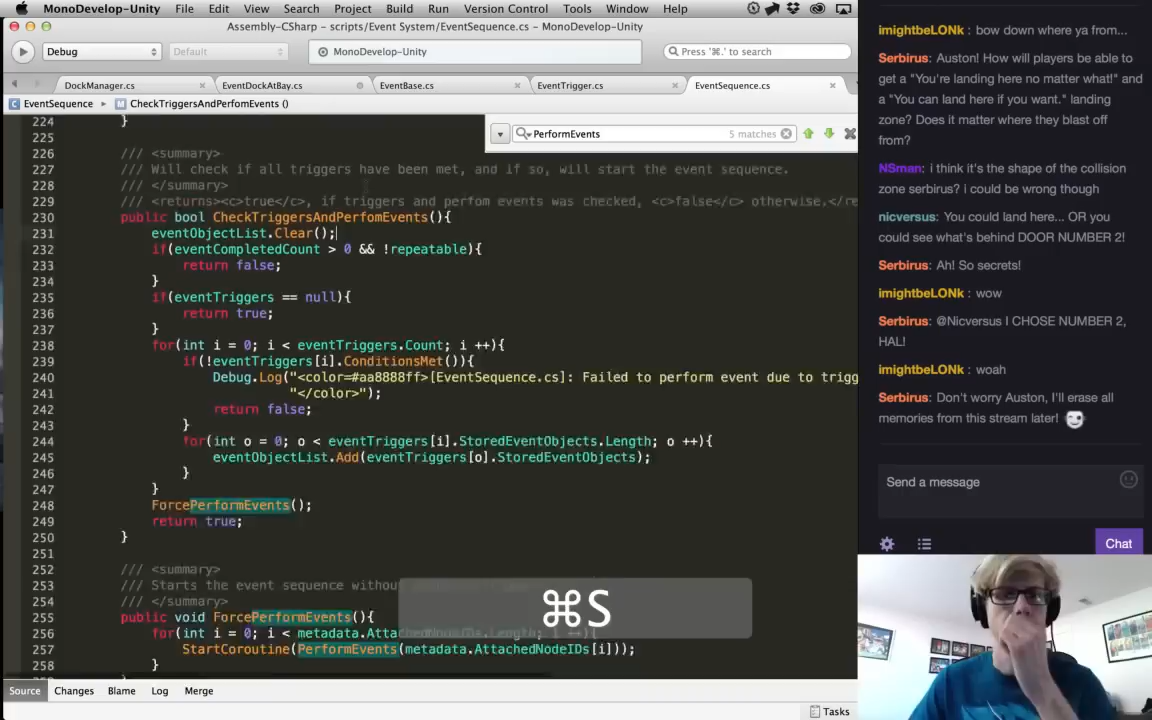 MonoDevelop-Unity File Edit View Search Project Build Run Version Control Tools Window Help
Assembly-CSharp - scripts/Event System/EventSequence.cs - MonoDevelop-Unity
Debug Default MonoDevelop-Unity Press '⌘.' to search
DockManager.cs EventDockAtBay.cs EventBase.cs EventTrigger.cs EventSequence.cs
EventSequence CheckTriggersAndPerfomEvents ()
PerformEvents 5 matches
224 }
225
226 /// <summary>
227 /// Will check if all triggers have been met, and if so, will start the event sequence.
228 /// </summary>
229 /// <returns><c>true</c>, if triggers and perfom events was checked, <c>false</c> otherwise,</re
230 public bool CheckTriggersAndPerfomEvents(){
231 eventObjectList.Clear();
232 if(eventCompletedCount > 0 && !repeatable){
233 return false;
234 }
235 if(eventTriggers == null){
236 return true;
237 }
238 for(int i = 0; i < eventTriggers.Count; i ++){
239 if(!eventTriggers[i].ConditionsMet()){
240 Debug.Log("<color=#aa8888ff>[EventSequence.cs]: Failed to perform event due to trigg
241 "</color>");
242 return false;
243 }
244 for(int o = 0; o < eventTriggers[i].StoredEventObjects.Length; o ++){
245 eventObjectList.Add(eventTriggers[o].StoredEventObjects);
246 }
247 }
248 ForcePerformEvents();
249 return true;
250 }
251
252 /// <summary>
253 /// Starts the event sequence without
254 /// </summary>
255 public void ForcePerformEvents(){
256 for(int i = 0; i < metadata.AttachedNodeIDs.Length; i ++){
257 StartCoroutine(PerformEvents(metadata.AttachedNodeIDs[i]));
258 }
⌘S
Source Changes Blame Log Merge
Tasks
imightbeLONk : bow down where ya from...
Serbirus: Auston! How will players be able to
get a "You're landing here no matter what!" and
a "You can land here if you want." landing
zone? Does it matter where they blast off
from?
NSman: i think it's the shape of the collision
zone serbirus? i could be wrong though
nicversus: You could land here... OR you
could see what's behind DOOR NUMBER 2!
Serbirus: Ah! So secrets!
imightbeLONk : wow
Serbirus: @Nicversus I CHOSE NUMBER 2,
HAL!
imightbeLONk : woah
Serbirus: Don't worry Auston, I'll erase all
memories from this stream later!
Send a message
Chat